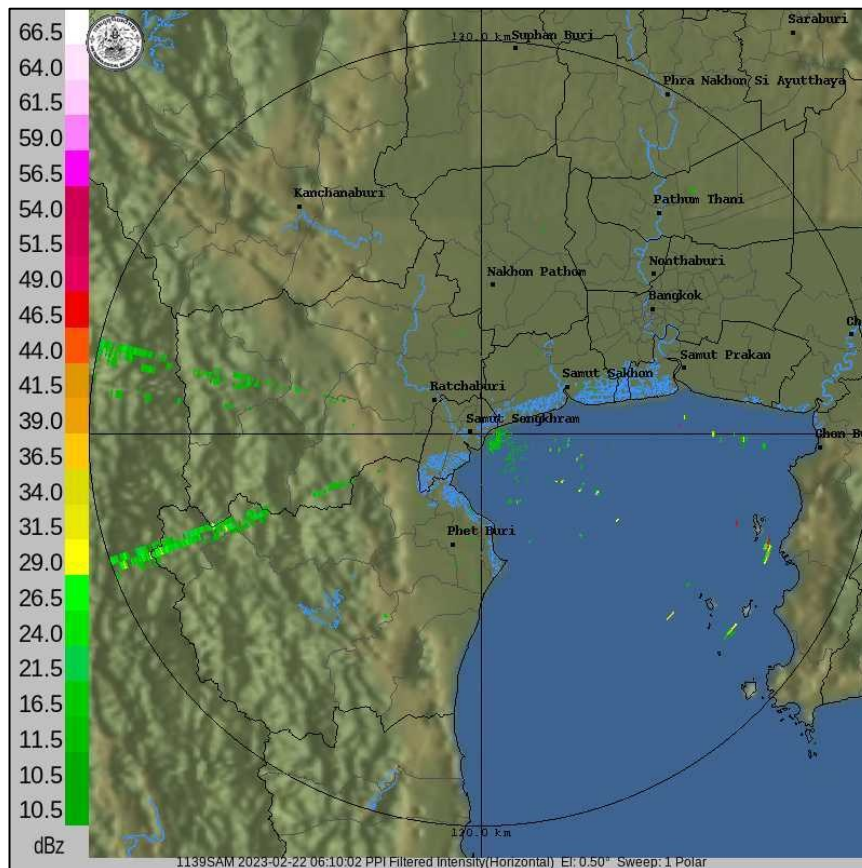 66.5
64.0
61.5
59.0
56.5
54.0
51.5
49.0
46.5
44.0
41.5
39.0
36.5
34.0
31.5
29.0
26.5
24.0
21.5
16.5
11.5
10.5
10.5
dBz
Saraburi
120.0 km
Suphan Buri
Phra Nakhon Si Ayutthaya
Kanchanaburi
Pathum Thani
Nakhon Pathom
Nonthaburi
Bangkok
Ch
Samut Prakan
Samut Sakhon
Ratchaburi
Samut Songkhram
Chon Bu
Phet Buri
120.0 km
1139SAM 2023-02-22 06:10:02 PPI Filtered Intensity(Horizontal) El: 0.50° Sweep: 1 Polar